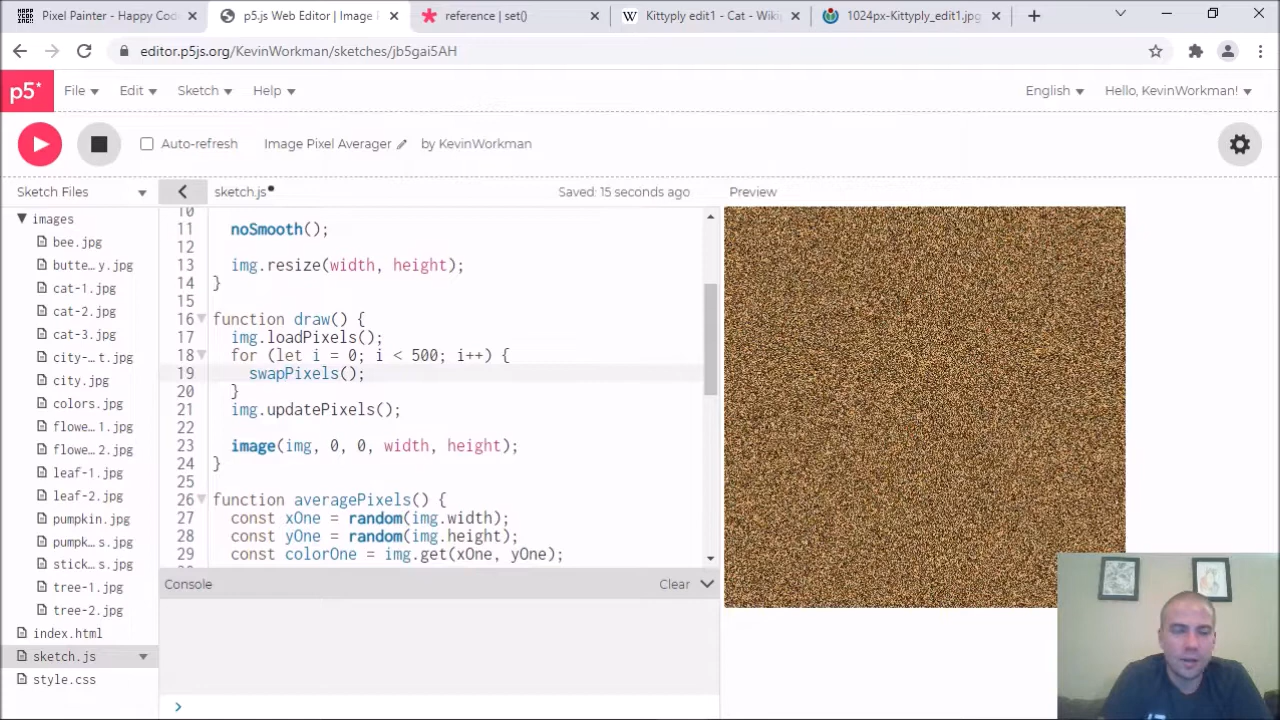 Pixel Painter - Happy Cod
p5.js Web Editor | Image P
reference | set()
Kittyply edit1 - Cat - Wiki
1024px-Kittyply_edit1.jpg
editor.p5js.org/KevinWorkman/sketches/jb5gai5AH
p5*
File
Edit
Sketch
Help
English
Hello, KevinWorkman!
Auto-refresh
Image Pixel Averager
by KevinWorkman
Sketch Files
sketch.js
Saved: 15 seconds ago
Preview
images
bee.jpg
butte…y.jpg
cat-1.jpg
cat-2.jpg
cat-3.jpg
city-…t.jpg
city.jpg
colors.jpg
flowe…1.jpg
flowe…2.jpg
leaf-1.jpg
leaf-2.jpg
pumpkin.jpg
pumpk…s.jpg
stick…s.jpg
tree-1.jpg
tree-2.jpg
index.html
sketch.js
style.css
10
11 noSmooth();
12
13 img.resize(width, height);
14 }
15
16 function draw() {
17 img.loadPixels();
18 for (let i = 0; i < 500; i++) {
19 swapPixels();
20 }
21 img.updatePixels();
22
23 image(img, 0, 0, width, height);
24 }
25
26 function averagePixels() {
27 const xOne = random(img.width);
28 const yOne = random(img.height);
29 const colorOne = img.get(xOne, yOne);
Console
Clear
>